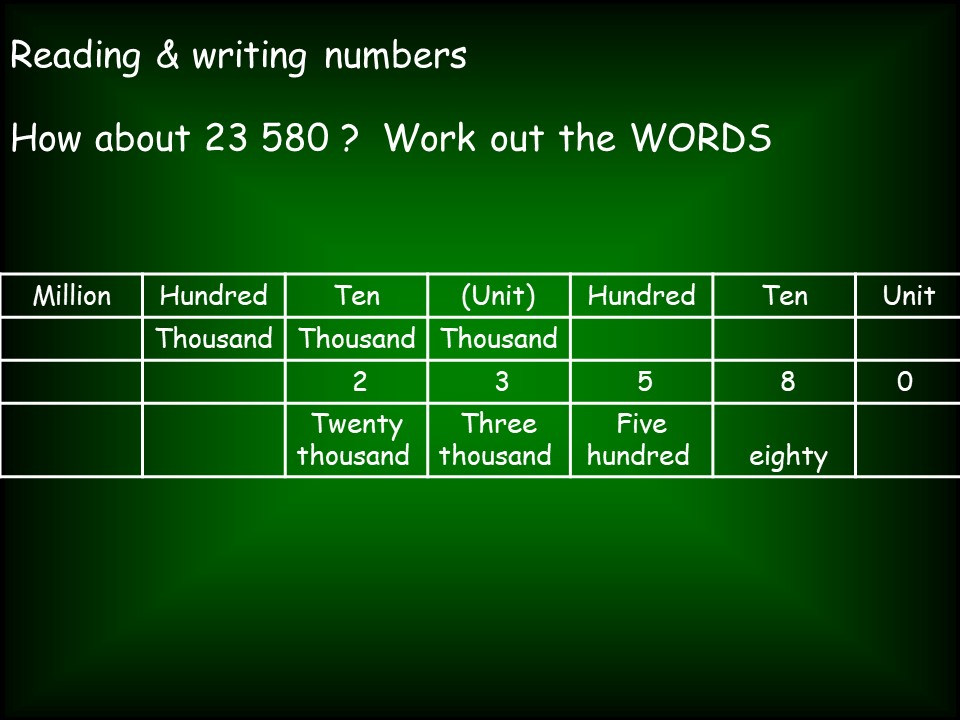 Reading & writing numbers
How about 23 580 ? Work out the WORDS
Million Hundred Ten (Unit) Hundred Ten Unit
Thousand Thousand Thousand
2 3 5 8 0
Twenty thousand Three thousand Five hundred eighty